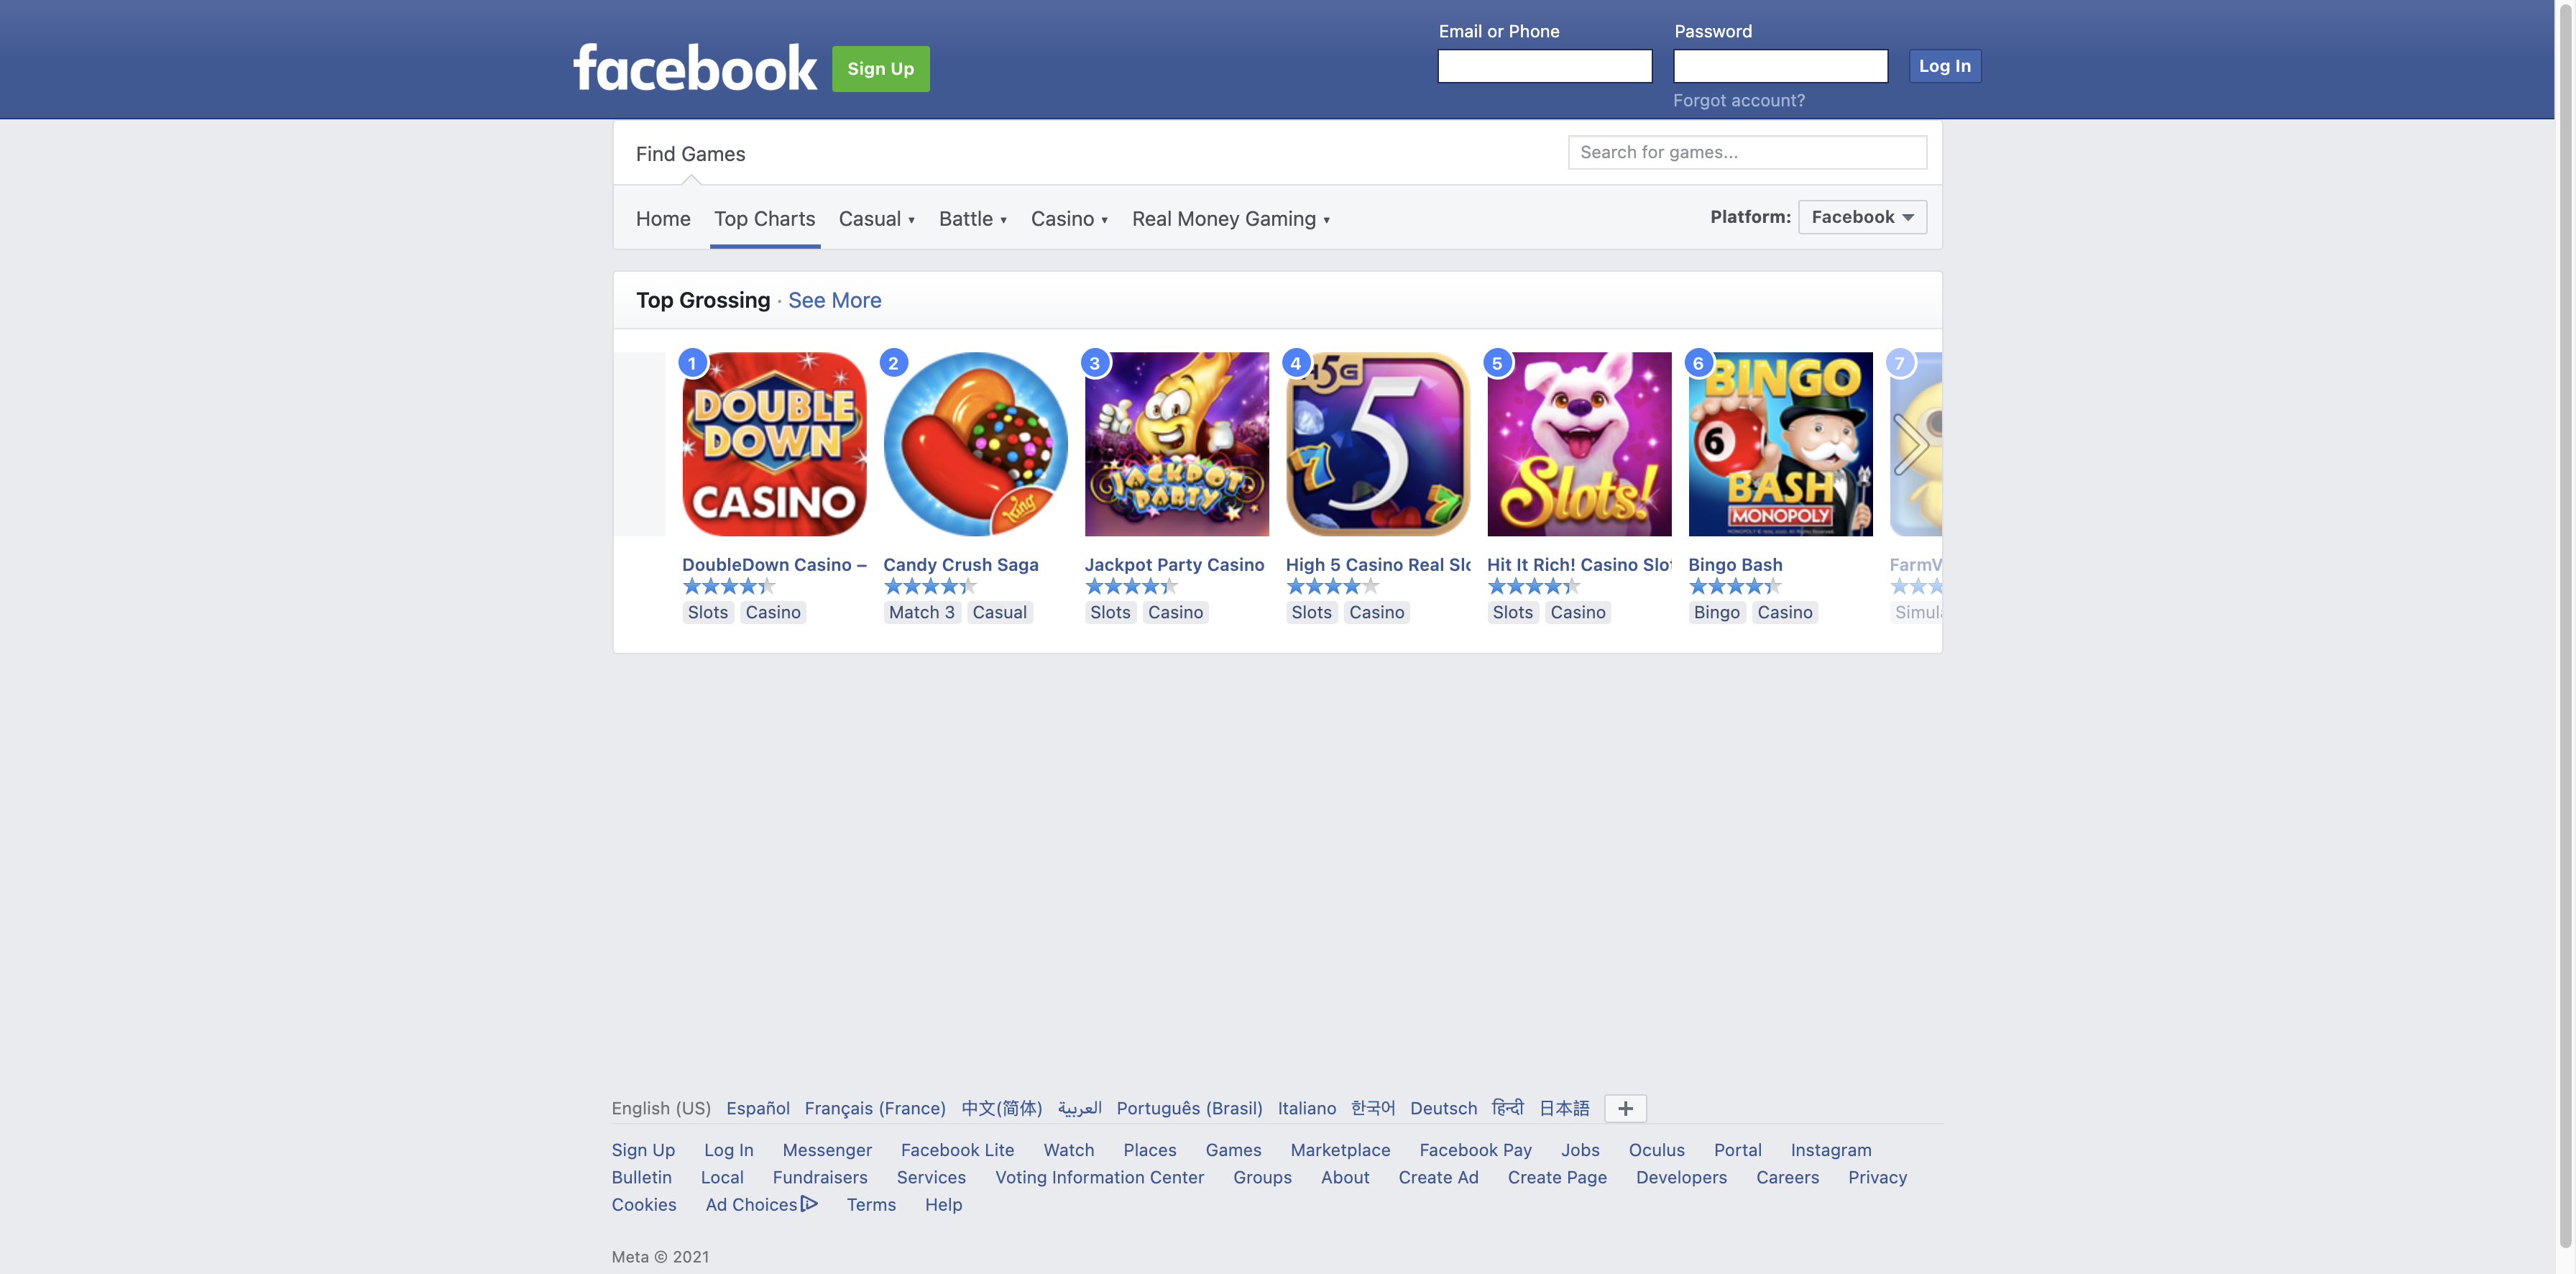 facebook
Sign Up
Email or Phone
Password
Log In
Forgot account?
Find Games
Search for games...
Home Top Charts Casual ▾ Battle ▾ Casino ▾ Real Money Gaming ▾
Platform: Facebook
Top Grossing · See More
1
DOUBLE
DOWN
CASINO
DoubleDown Casino –
Slots Casino
2
King
Candy Crush Saga
Match 3 Casual
3
JACKPOT
PARTY
Jackpot Party Casino
Slots Casino
4
H5G
5
7
7
High 5 Casino Real Slo
Slots Casino
5
Slots!
Hit It Rich! Casino Slot
Slots Casino
6
BINGO
6
BASH
MONOPOLY
Bingo Bash
Bingo Casino
7
FarmV
Simula
English (US) Español Français (France) 中文(简体) العربية Português (Brasil) Italiano 한국어 Deutsch हिन्दी 日本語 +
Sign Up Log In Messenger Facebook Lite Watch Places Games Marketplace Facebook Pay Jobs Oculus Portal Instagram
Bulletin Local Fundraisers Services Voting Information Center Groups About Create Ad Create Page Developers Careers Privacy
Cookies Ad Choices Terms Help
Meta © 2021